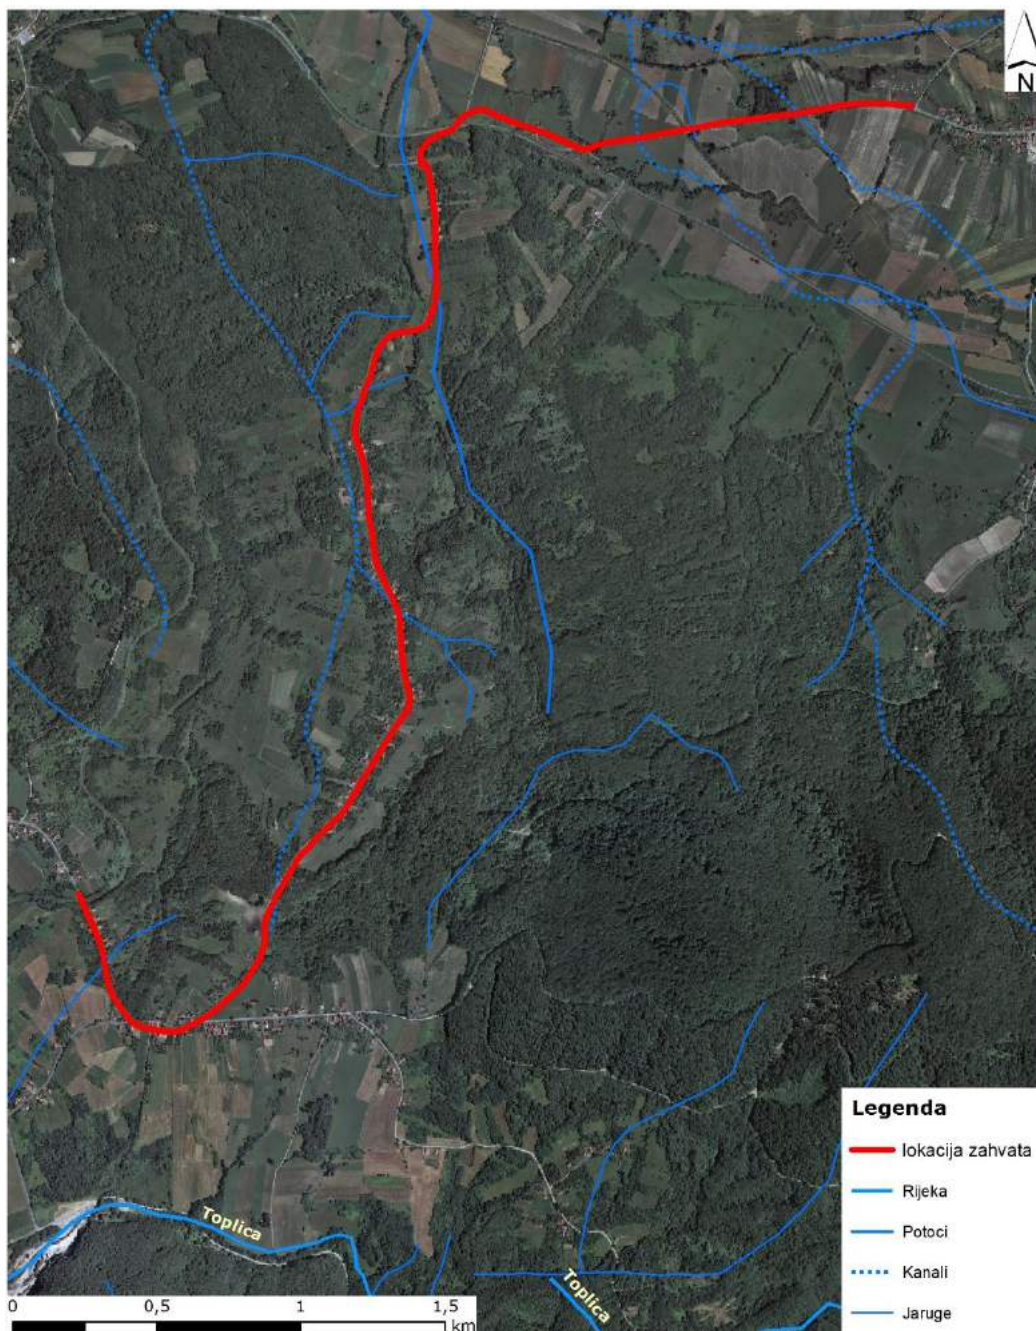 N
Toplica
Toplica
Legenda
lokacija zahvata
Rijeka
Potoci
Kanali
Jaruge
0 0,5 1 1,5
km